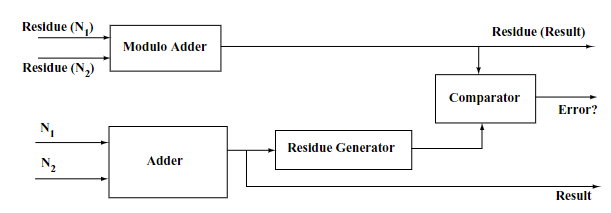 Residue (N1)
Modulo Adder
Residue (Result)
Residue (N2)
Comparator
Error?
N1
N2
Adder
Residue Generator
Result